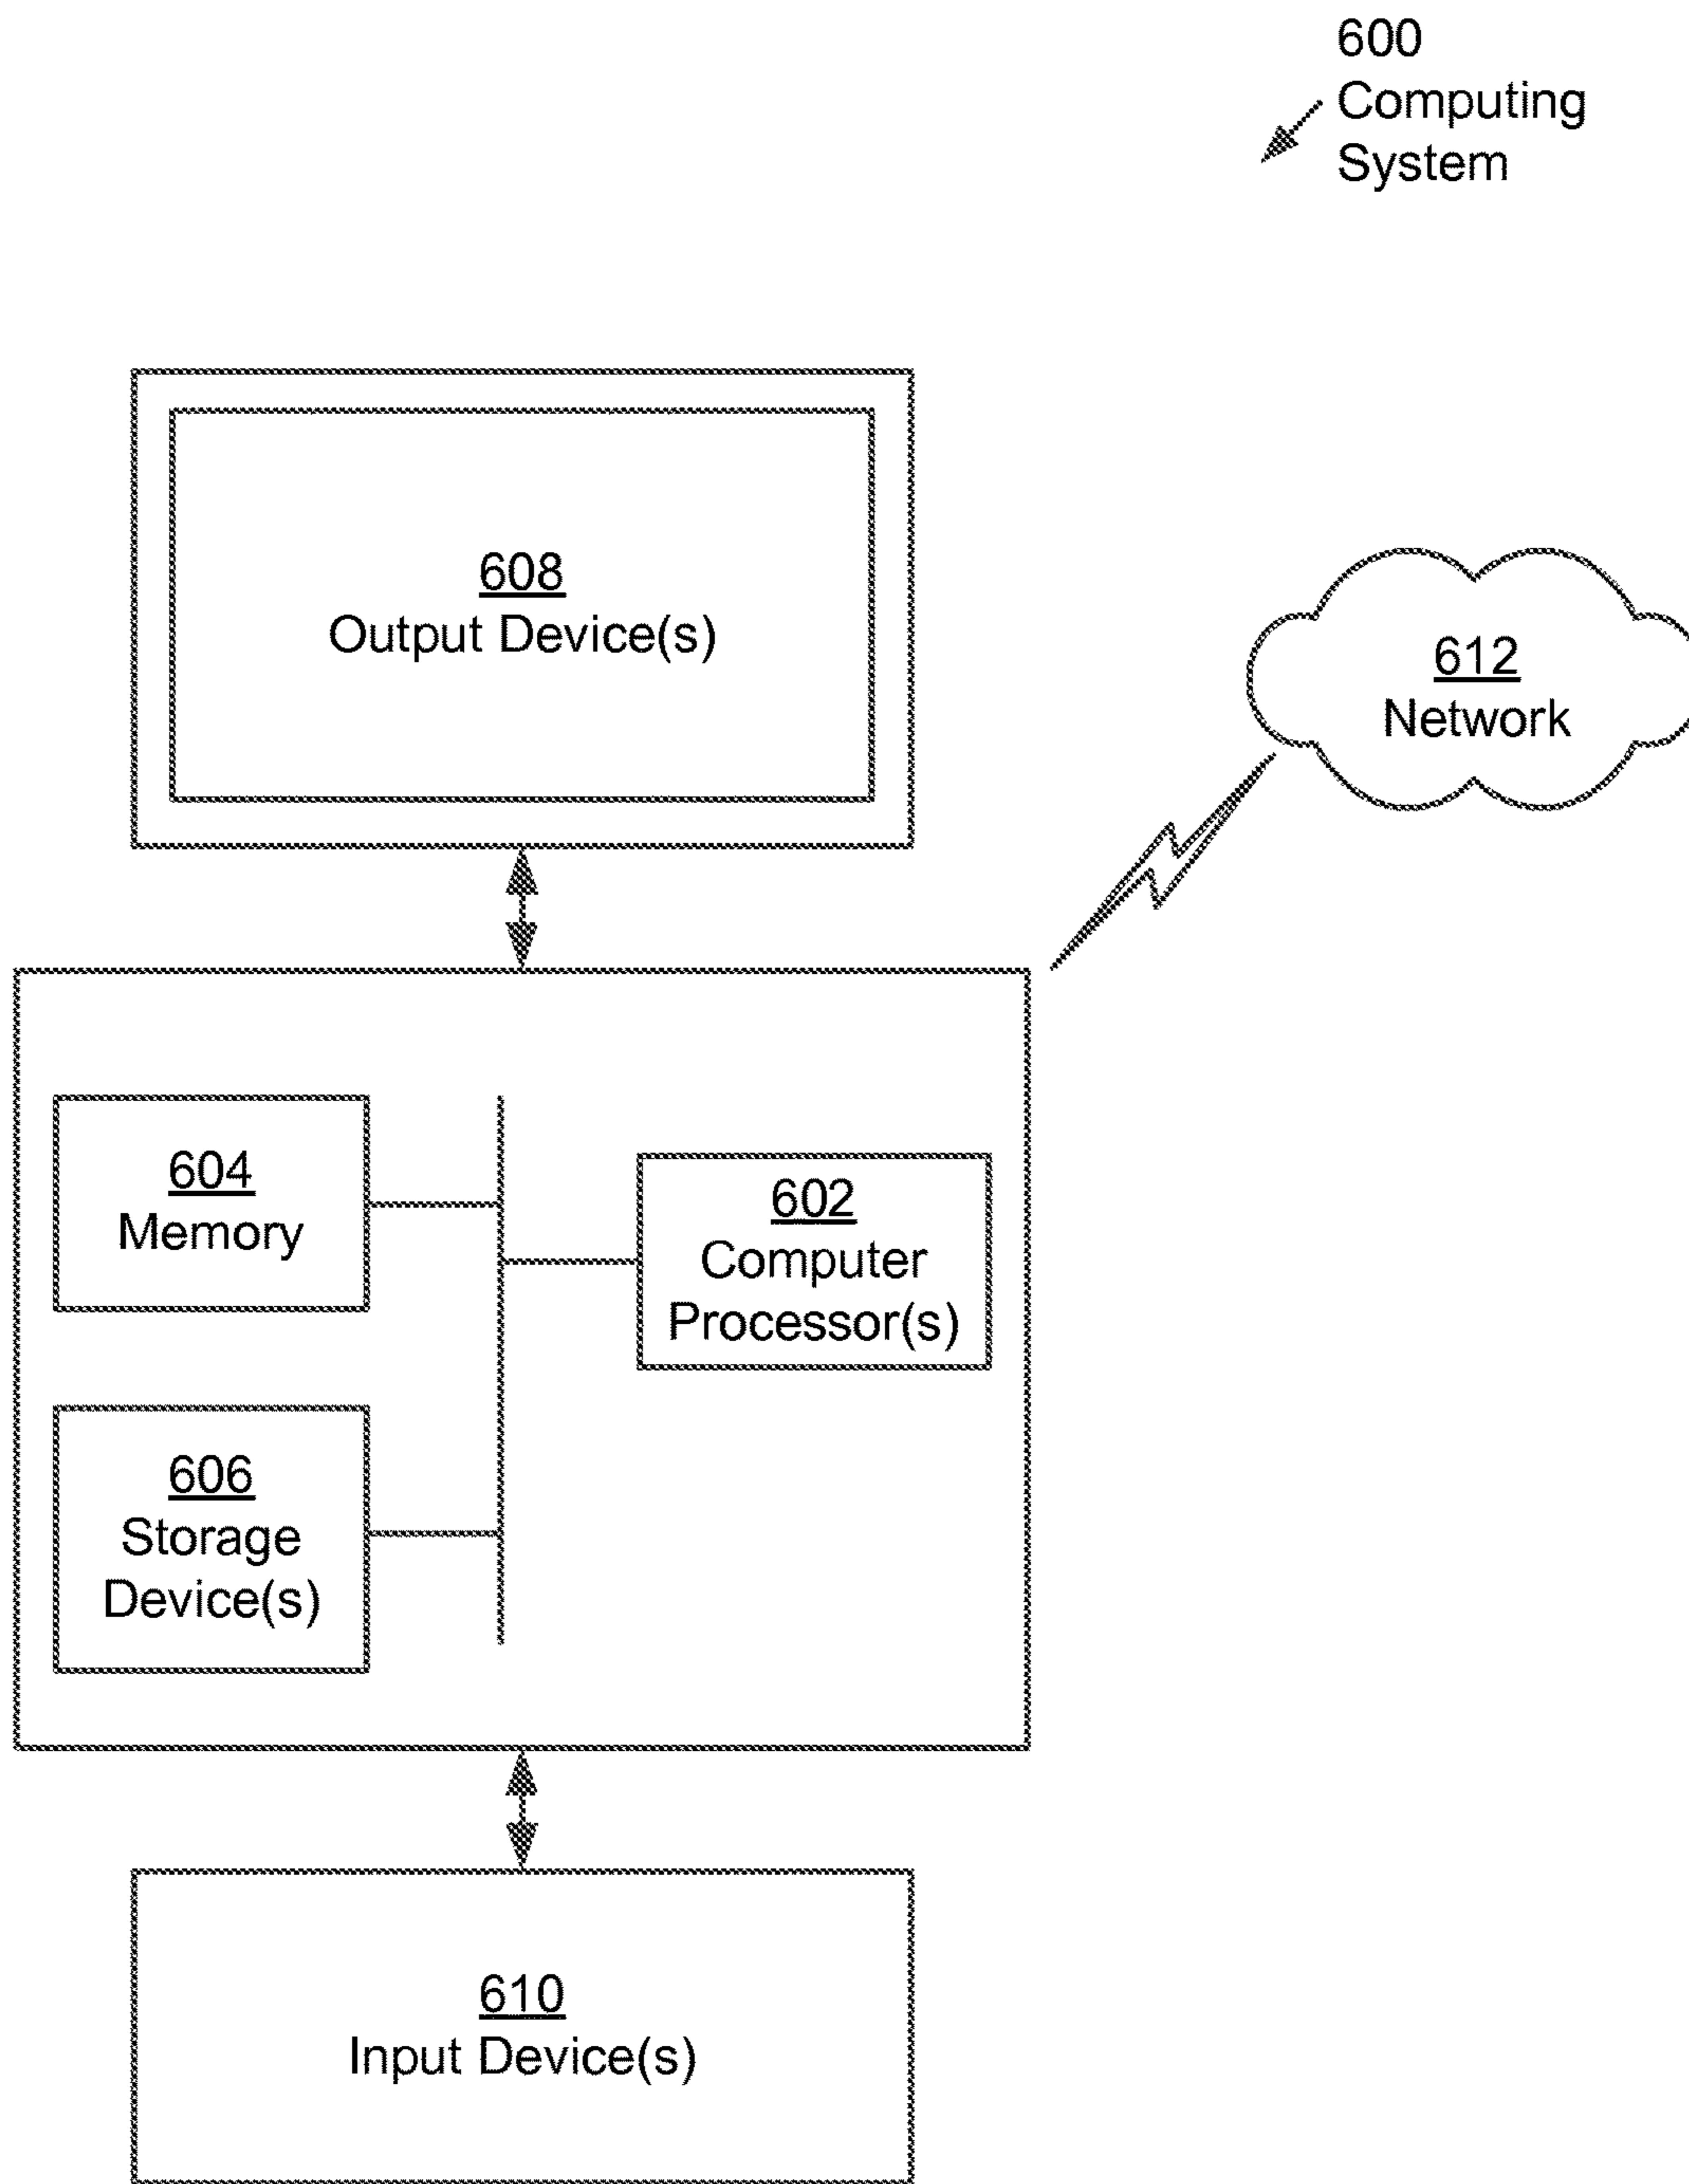 600
Computing
System
608
Output Device(s)
612
Network
604
Memory
602
Computer
Processor(s)
606
Storage
Device(s)
610
Input Device(s)